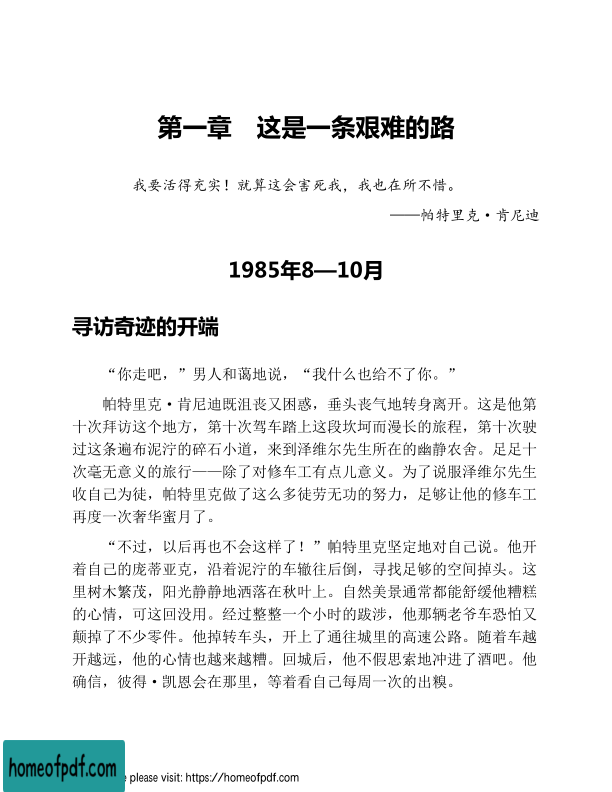 第一章　这是一条艰难的路
我要活得充实！就算这会害死我，我也在所不惜。
——帕特里克·肯尼迪
1985年8—10月
寻访奇迹的开端
“你走吧，”男人和蔼地说，“我什么也给不了你。”
帕特里克·肯尼迪既沮丧又困惑，垂头丧气地转身离开。这是他第
十次拜访这个地方，第十次驾车踏上这段坎坷而漫长的旅程，第十次驶
过这条遍布泥泞的碎石小道，来到泽维尔先生所在的幽静农舍。足足十
次毫无意义的旅行——除了对修车工有点儿意义。为了说服泽维尔先生
收自己为徒，帕特里克做了这么多徒劳无功的努力，足够让他的修车工
再度一次奢华蜜月了。
“不过，以后再也不会这样了！”帕特里克坚定地对自己说。他开
着自己的庞蒂亚克，沿着泥泞的车辙往后倒，寻找足够的空间掉头。这
里树木繁茂，阳光静静地洒落在秋叶上。自然美景通常都能舒缓他糟糕
的心情，可这回没用。经过整整一个小时的跋涉，他那辆老爷车恐怕又
颠掉了不少零件。他掉转车头，开上了通往城里的高速公路。随着车越
开越远，他的心情也越来越糟。回城后，他不假思索地冲进了酒吧。他
确信，彼得·凯恩会在那里，等着看自己每周一次的出糗。
homeofpdf.com
e please visit: https://homeofpdf.com